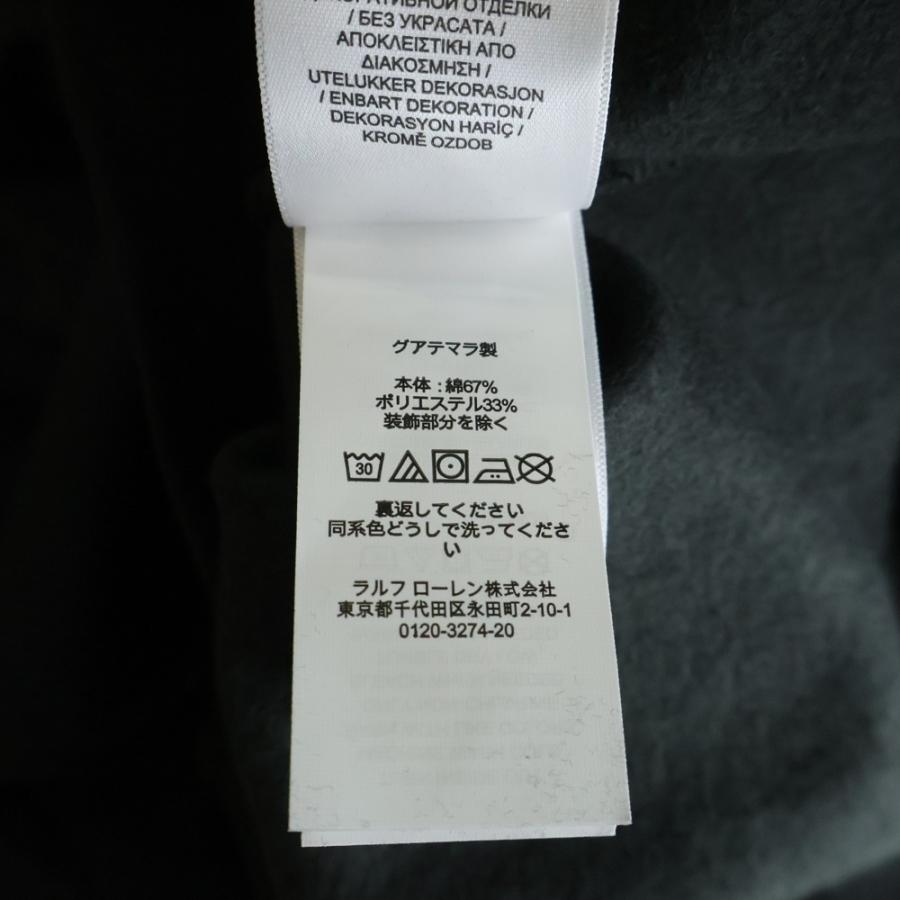 ДЕКОРАТИВНОЙ ОТДЕЛКИ
/ БЕЗ УКРАСАТА /
ΑΠΟΚΛΕΙΣΤΙΚΗ ΑΠΟ
ΔΙΑΚΟΣΜΗΣΗ /
UTELUKKER DEKORASJON
/ ENBART DEKORATION /
DEKORASYON HARİÇ /
KROMĚ OZDOB
グアテマラ製
本体 : 綿67%
ポリエステル33%
装飾部分を除く
30
裏返してください
同系色どうしで洗ってくださ
い
ラルフ ローレン株式会社
東京都千代田区永田町2-10-1
0120-3274-20